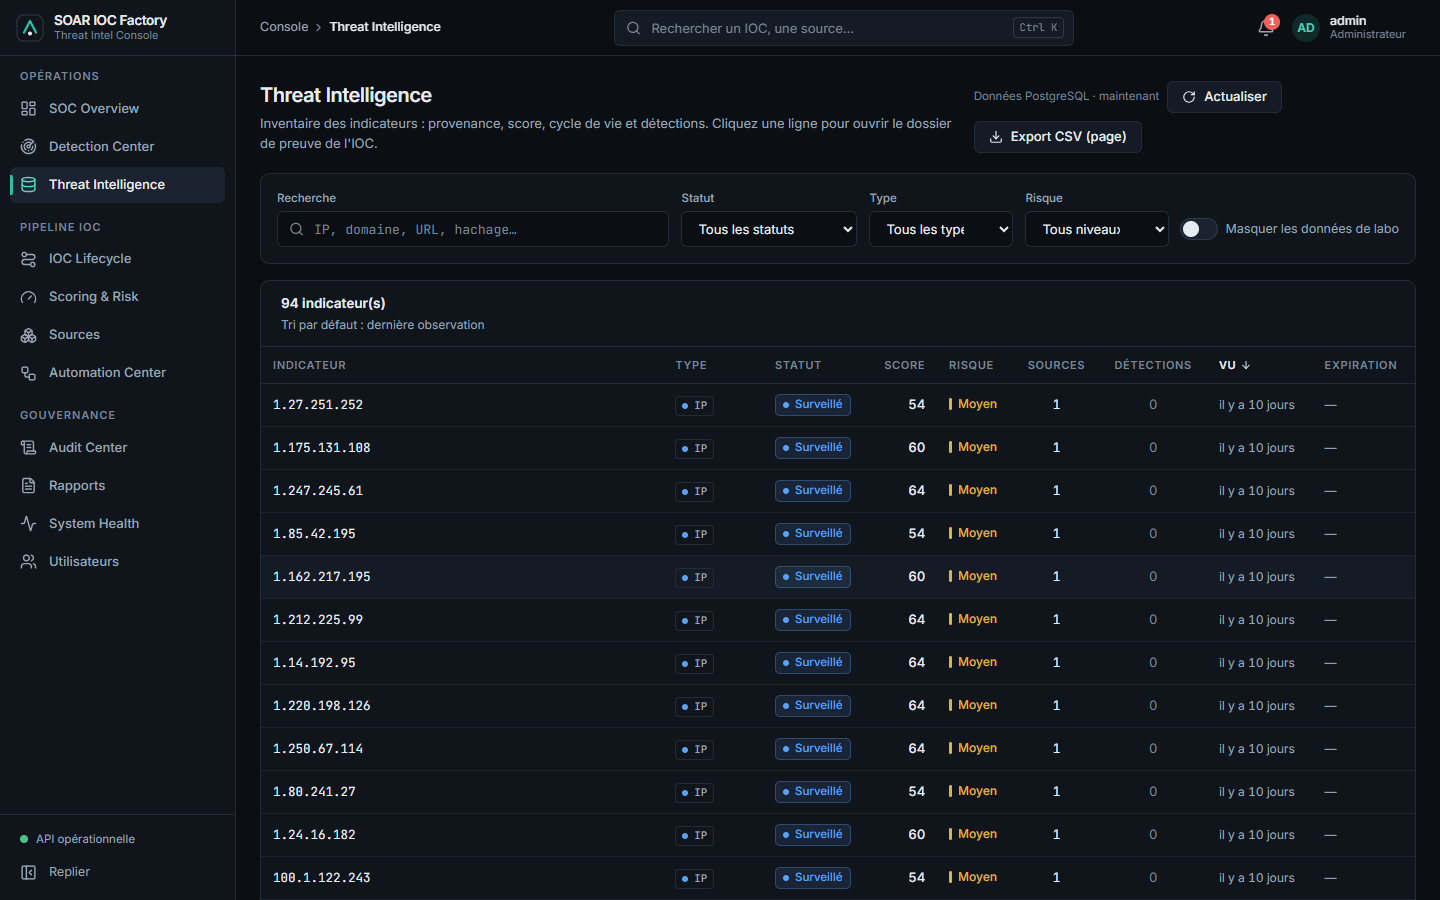 SOAR IOC Factory
Threat Intel Console
Console > Threat Intelligence
Rechercher un IOC, une source...
Ctrl K
1
AD
admin
Administrateur
OPÉRATIONS
SOC Overview
Detection Center
Threat Intelligence
PIPELINE IOC
IOC Lifecycle
Scoring & Risk
Sources
Automation Center
GOUVERNANCE
Audit Center
Rapports
System Health
Utilisateurs
API opérationnelle
Replier
Threat Intelligence
Inventaire des indicateurs : provenance, score, cycle de vie et détections. Cliquez une ligne pour ouvrir le dossier
de preuve de l'IOC.
Données PostgreSQL · maintenant
Actualiser
Export CSV (page)
Recherche Statut Type Risque
IP, domaine, URL, hachage… Tous les statuts Tous les type Tous niveaux Masquer les données de labo
94 indicateur(s)
Tri par défaut : dernière observation
INDICATEUR TYPE STATUT SCORE RISQUE SOURCES DÉTECTIONS VU ↓ EXPIRATION
1.27.251.252 IP Surveillé 54 Moyen 1 0 il y a 10 jours —
1.175.131.108 IP Surveillé 60 Moyen 1 0 il y a 10 jours —
1.247.245.61 IP Surveillé 64 Moyen 1 0 il y a 10 jours —
1.85.42.195 IP Surveillé 54 Moyen 1 0 il y a 10 jours —
1.162.217.195 IP Surveillé 60 Moyen 1 0 il y a 10 jours —
1.212.225.99 IP Surveillé 64 Moyen 1 0 il y a 10 jours —
1.14.192.95 IP Surveillé 64 Moyen 1 0 il y a 10 jours —
1.220.198.126 IP Surveillé 64 Moyen 1 0 il y a 10 jours —
1.250.67.114 IP Surveillé 64 Moyen 1 0 il y a 10 jours —
1.80.241.27 IP Surveillé 54 Moyen 1 0 il y a 10 jours —
1.24.16.182 IP Surveillé 60 Moyen 1 0 il y a 10 jours —
100.1.122.243 IP Surveillé 54 Moyen 1 0 il y a 10 jours —